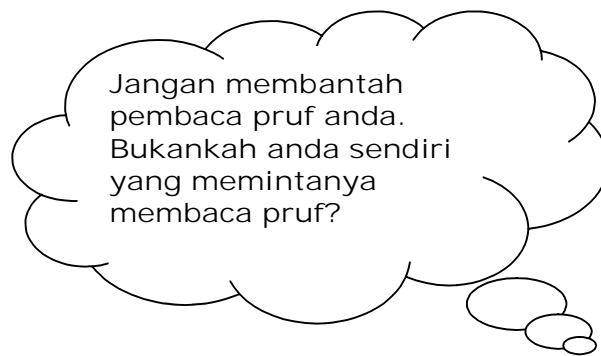 Jangan membantah
pembaca pruf anda.
Bukankah anda sendiri
yang memintanya
membaca pruf?